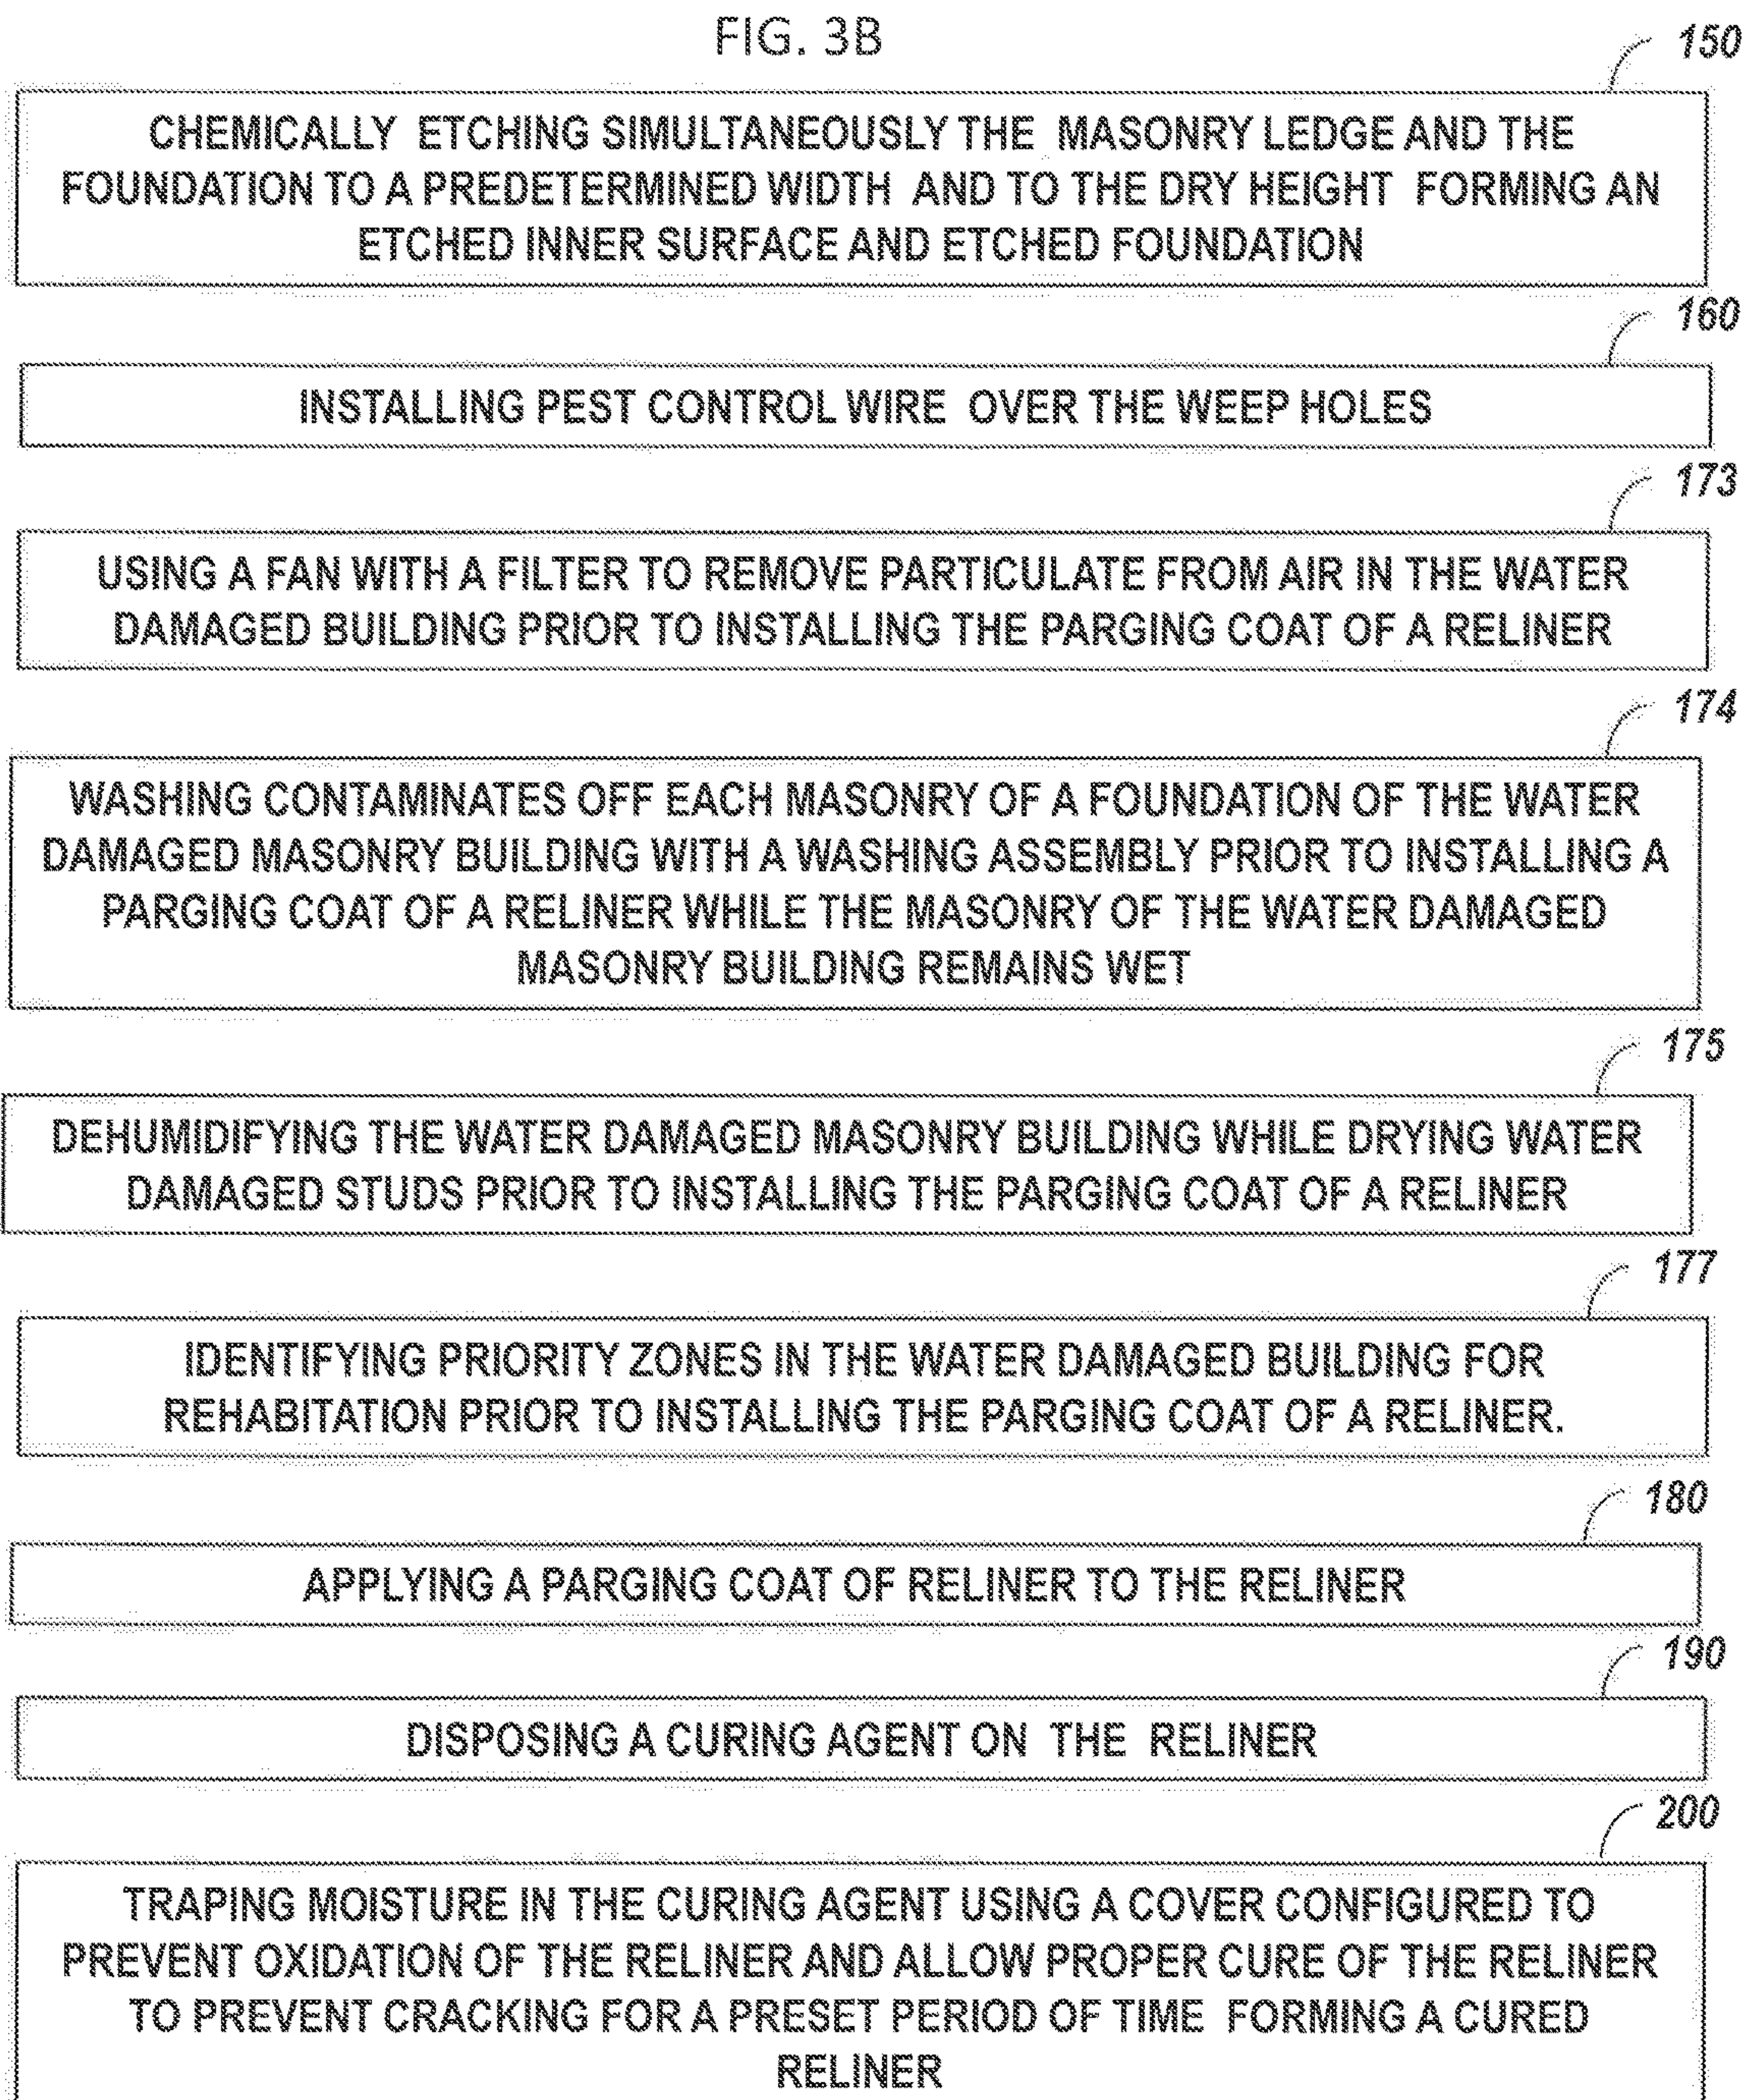 FIG. 3B
150
CHEMICALLY ETCHING SIMULTANEOUSLY THE MASONRY LEDGE AND THE
FOUNDATION TO A PREDETERMINED WIDTH AND TO THE DRY HEIGHT FORMING AN
ETCHED INNER SURFACE AND ETCHED FOUNDATION
160
INSTALLING PEST CONTROL WIRE OVER THE WEEP HOLES
173
USING A FAN WITH A FILTER TO REMOVE PARTICULATE FROM AIR IN THE WATER
DAMAGED BUILDING PRIOR TO INSTALLING THE PARGING COAT OF A RELINER
174
WASHING CONTAMINATES OFF EACH MASONRY OF A FOUNDATION OF THE WATER
DAMAGED MASONRY BUILDING WITH A WASHING ASSEMBLY PRIOR TO INSTALLING A
PARGING COAT OF A RELINER WHILE THE MASONRY OF THE WATER DAMAGED
MASONRY BUILDING REMAINS WET
175
DEHUMIDIFYING THE WATER DAMAGED MASONRY BUILDING WHILE DRYING WATER
DAMAGED STUDS PRIOR TO INSTALLING THE PARGING COAT OF A RELINER
177
IDENTIFYING PRIORITY ZONES IN THE WATER DAMAGED BUILDING FOR
REHABITATION PRIOR TO INSTALLING THE PARGING COAT OF A RELINER.
180
APPLYING A PARGING COAT OF RELINER TO THE RELINER
190
DISPOSING A CURING AGENT ON THE RELINER
200
TRAPING MOISTURE IN THE CURING AGENT USING A COVER CONFIGURED TO
PREVENT OXIDATION OF THE RELINER AND ALLOW PROPER CURE OF THE RELINER
TO PREVENT CRACKING FOR A PRESET PERIOD OF TIME FORMING A CURED
RELINER